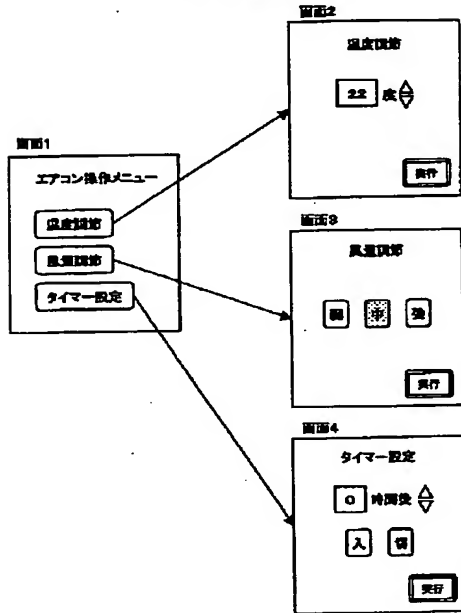 画面2
温度調節
22 度
実行
画面1
エアコン操作メニュー
温度調節
風量調節
タイマー設定
画面3
風量調節
弱 中 強
実行
画面4
タイマー設定
0 時間後
入 切
実行